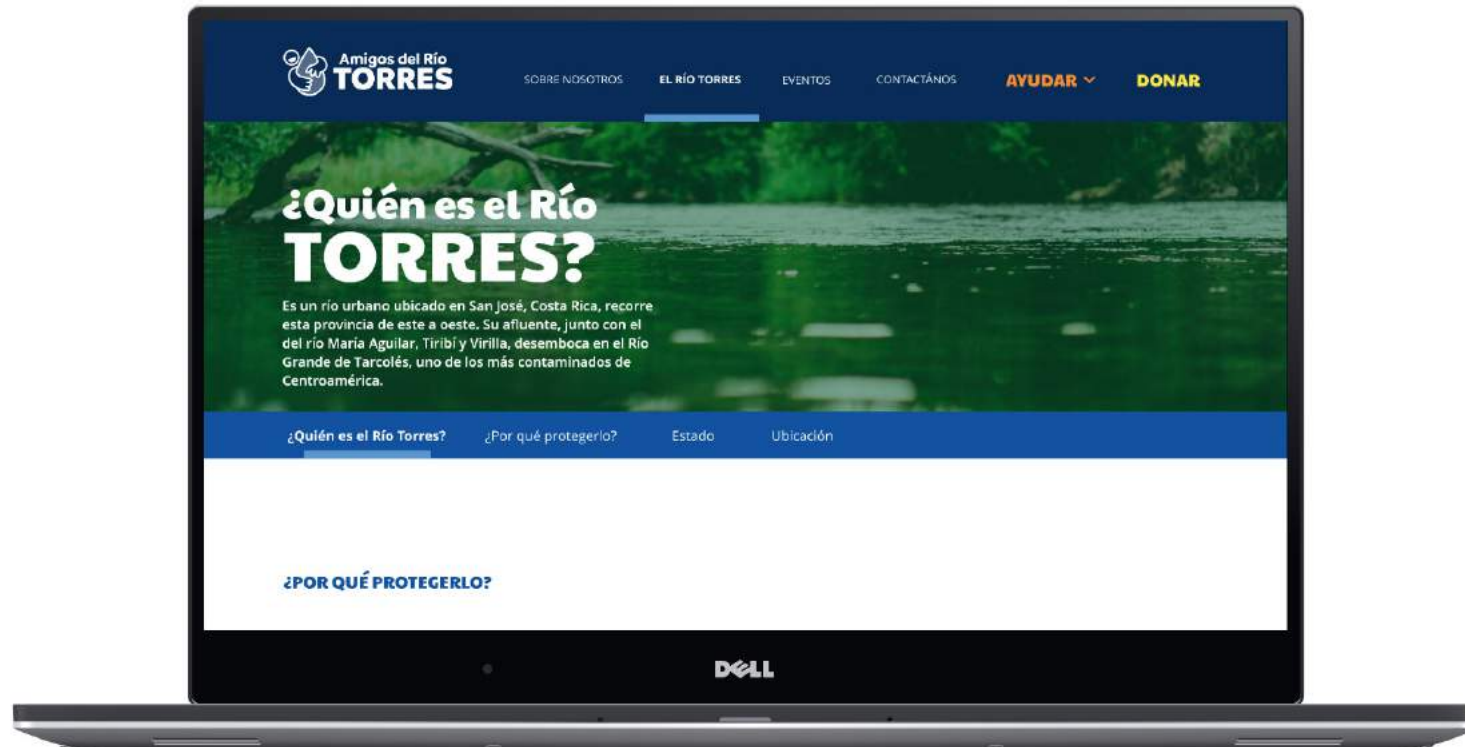 Amigos del Río
TORRES
SOBRE NOSOTROS
EL RÍO TORRES
EVENTOS
CONTACTÁNOS
AYUDAR
DONAR
¿Quién es el Río
TORRES?
Es un río urbano ubicado en San José, Costa Rica, recorre
esta provincia de este a oeste. Su afluente, junto con el
del río María Aguilar, Tiribí y Virilla, desemboca en el Río
Grande de Tarcolés, uno de los más contaminados de
Centroamérica.
¿Quién es el Río Torres?
¿Por qué protegerlo?
Estado
Ubicación
¿POR QUÉ PROTEGERLO?
DELL